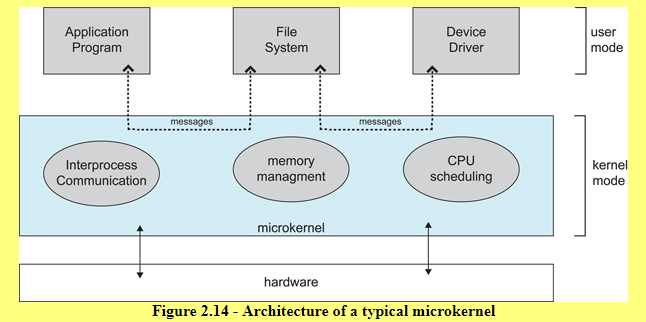 Application
Program
File
System
Device
Driver
user
mode
messages
messages
Interprocess
Communication
memory
managment
CPU
scheduling
kernel
mode
microkernel
hardware
Figure 2.14 - Architecture of a typical microkernel